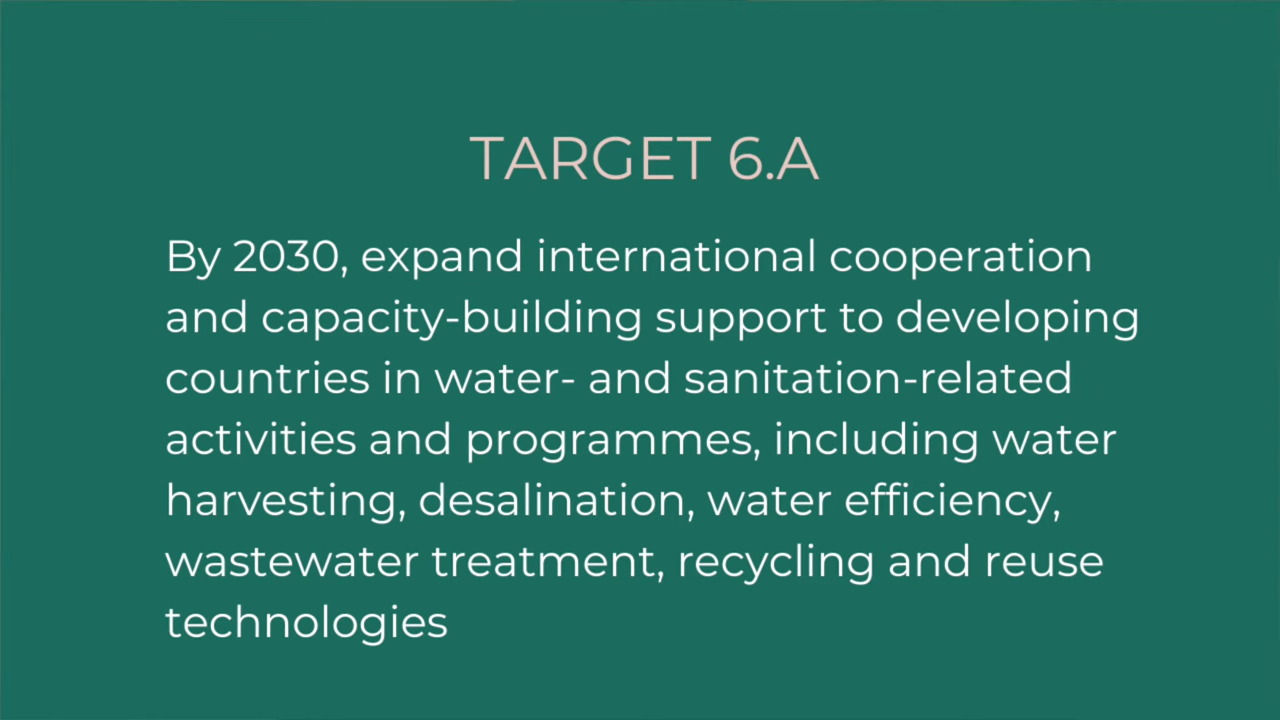 TARGET 6.A
By 2030, expand international cooperation
and capacity-building support to developing
countries in water- and sanitation-related
activities and programmes, including water
harvesting, desalination, water efficiency,
wastewater treatment, recycling and reuse
technologies